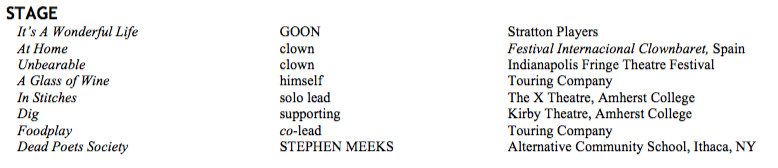 STAGE
It's A Wonderful Life GOON Stratton Players
At Home clown Festival Internacional Clownbaret, Spain
Unbearable clown Indianapolis Fringe Theatre Festival
A Glass of Wine himself Touring Company
In Stitches solo lead The X Theatre, Amherst College
Dig supporting Kirby Theatre, Amherst College
Foodplay co-lead Touring Company
Dead Poets Society STEPHEN MEEKS Alternative Community School, Ithaca, NY